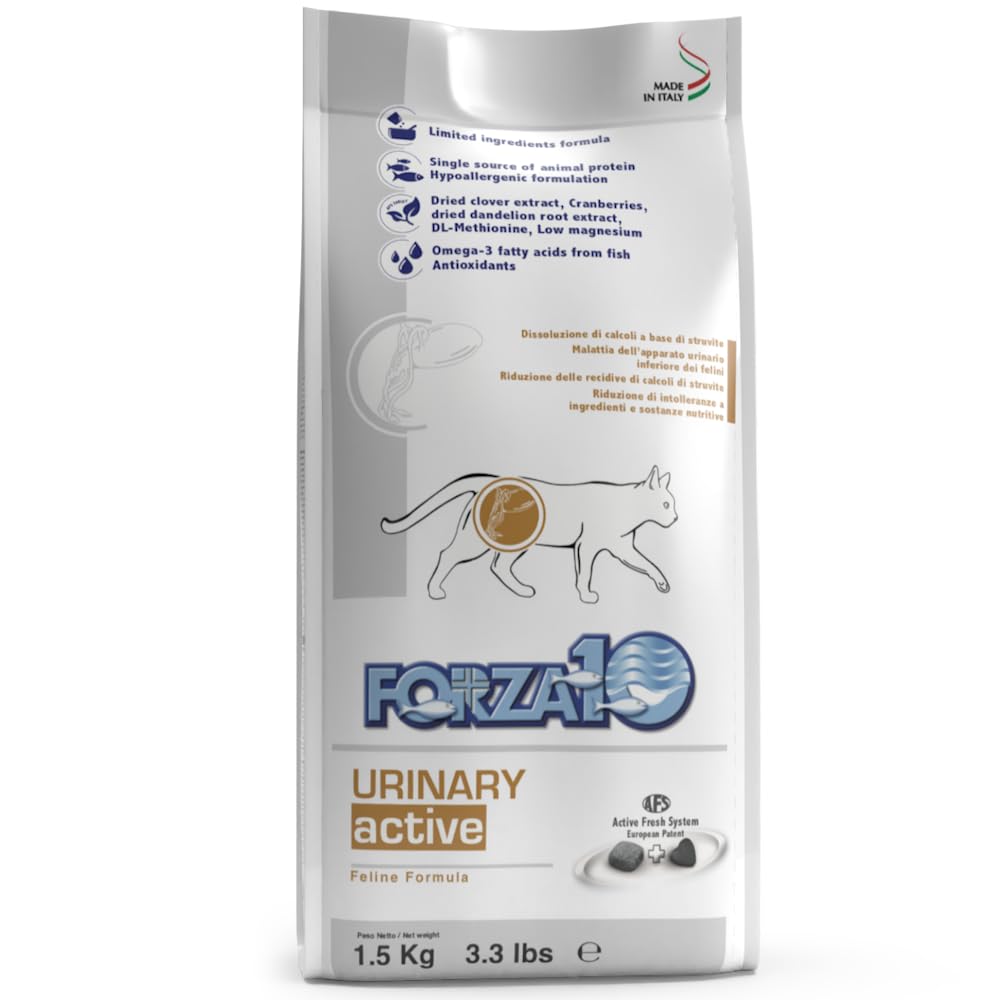 MADE
IN ITALY
Limited ingredients formula
Single source of animal protein
Hypoallergenic formulation
Dried clover extract, Cranberries,
dried dandelion root extract,
DL-Methionine, Low magnesium
Omega-3 fatty acids from fish
Antioxidants
Dissoluzione di calcoli a base di struvite
Malattia dell'apparato urinario
inferiore dei felini
Riduzione delle recidive di calcoli di struvite
Riduzione di intolleranze a
ingredienti e sostanze nutritive
FORZA10
URINARY
active
Feline Formula
AFS
Active Fresh System
European Patent
Peso Netto / Net weight
1.5 Kg 3.3 lbs ℮